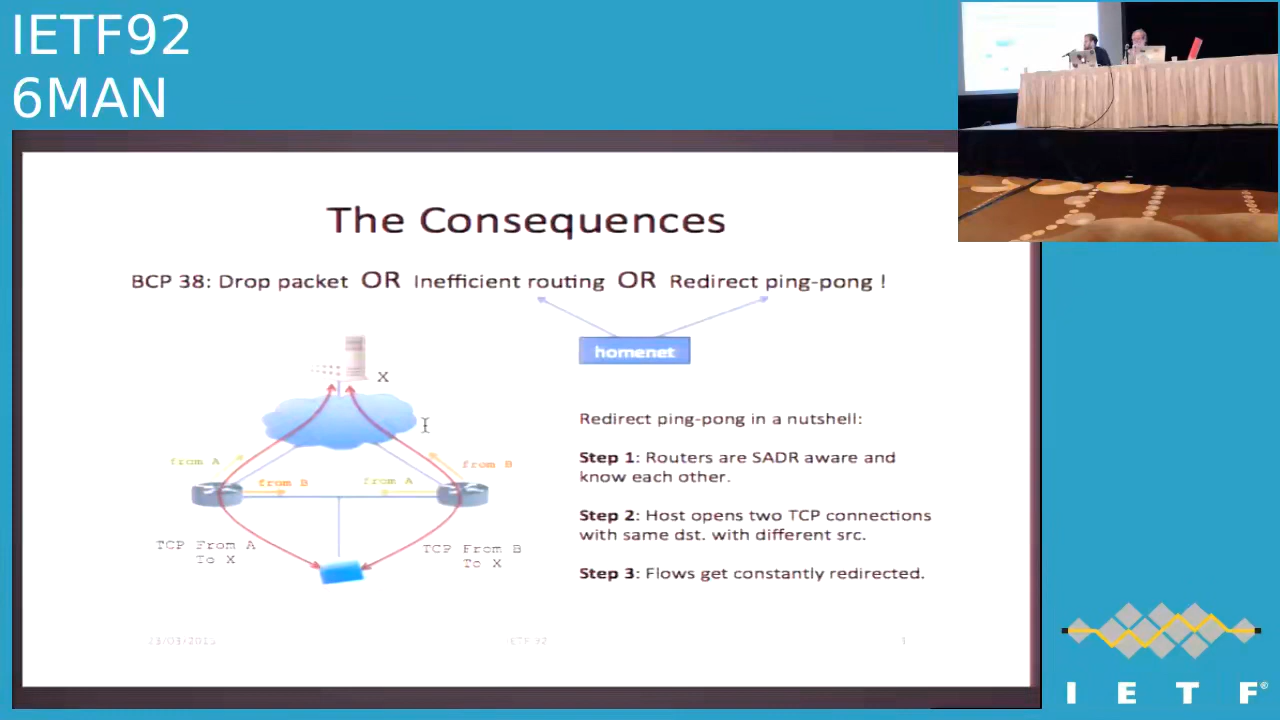 IETF92
6MAN
The Consequences
BCP 38: Drop packet OR Inefficient routing OR Redirect ping-pong !
homenet
X
Redirect ping-pong in a nutshell:
from A
from B
Step 1: Routers are SADR aware and
know each other.
from B
from A
Step 2: Host opens two TCP connections
with same dst. with different src.
TCP From A
To X
TCP From B
To X
Step 3: Flows get constantly redirected.
IETF 92
I E T F®